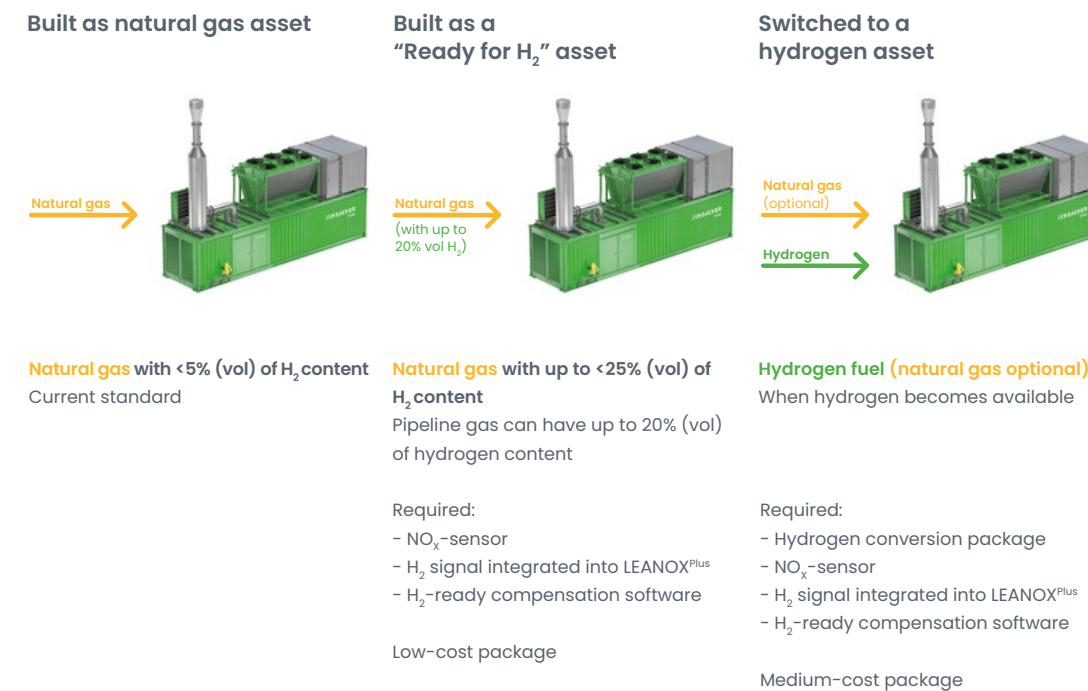 Built as natural gas asset
Natural gas
JENBACHER
Natural gas with <5% (vol) of H₂ content
Current standard
Built as a
“Ready for H₂” asset
Natural gas
(with up to
20% vol H₂)
JENBACHER
Natural gas with up to <25% (vol) of
H₂ content
Pipeline gas can have up to 20% (vol)
of hydrogen content
Required:
- NOₓ-sensor
- H₂ signal integrated into LEANOXᴾˡᵘˢ
- H₂-ready compensation software
Low-cost package
Switched to a
hydrogen asset
Natural gas
(optional)
Hydrogen
JENBACHER
Hydrogen fuel (natural gas optional)
When hydrogen becomes available
Required:
- Hydrogen conversion package
- NOₓ-sensor
- H₂ signal integrated into LEANOXᴾˡᵘˢ
- H₂-ready compensation software
Medium-cost package